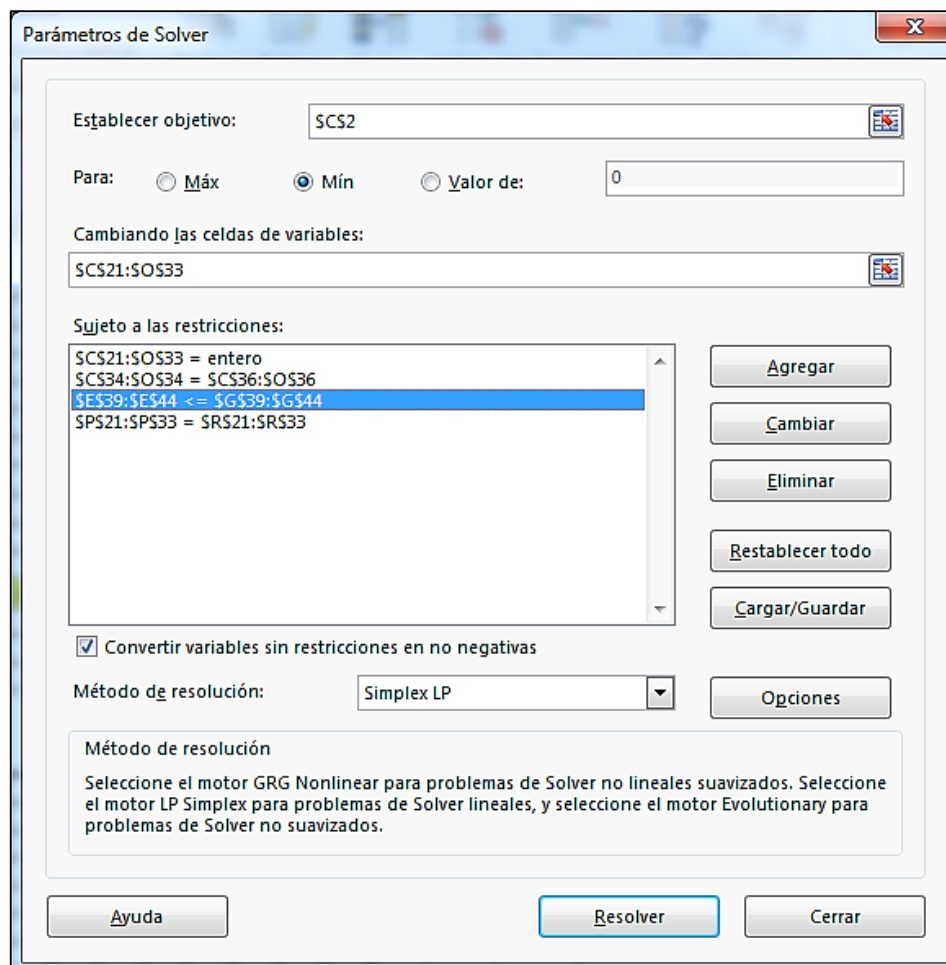 Parámetros de Solver
Establecer objetivo: $C$2
Para: Máx Mín Valor de: 0
Cambiando las celdas de variables:
$C$21:$O$33
Sujeto a las restricciones:
$C$21:$O$33 = entero
$C$34:$O$34 = $C$36:$O$36
$E$39:$E$44 <= $G$39:$G$44
$P$21:$P$33 = $R$21:$R$33
Agregar
Cambiar
Eliminar
Restablecer todo
Cargar/Guardar
Convertir variables sin restricciones en no negativas
Método de resolución: Simplex LP Opciones
Método de resolución
Seleccione el motor GRG Nonlinear para problemas de Solver no lineales suavizados. Seleccione
el motor LP Simplex para problemas de Solver lineales, y seleccione el motor Evolutionary para
problemas de Solver no suavizados.
Ayuda Resolver Cerrar